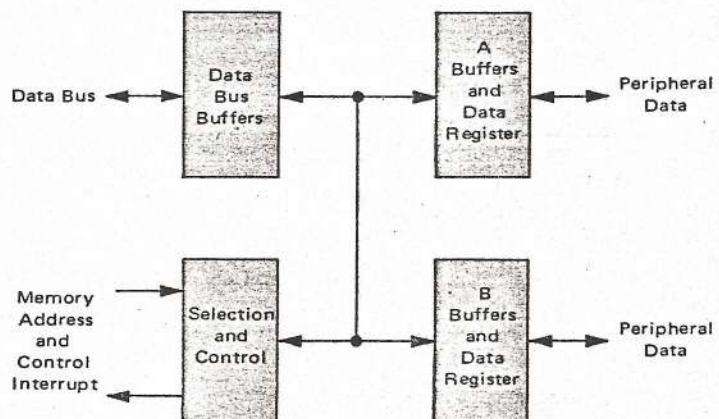 Data Bus
Data
Bus
Buffers
A
Buffers
and
Data
Register
Peripheral
Data
Memory
Address
and
Control
Interrupt
Selection
and
Control
B
Buffers
and
Data
Register
Peripheral
Data